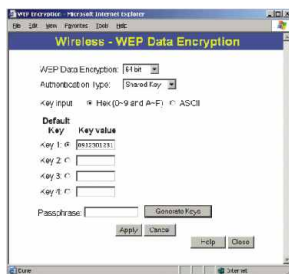 WEP Encryption - Microsoft Internet Explorer
File Edit View Favorites Tools Help
Wireless - WEP Data Encryption
WEP Data Encryption: 64 bit
Authentication Type: Shared Key
Key input Hex (0~9 and A~F) ASCII
Default
Key Key value
Key 1:
Key 2:
Key 3:
Key 4:
Passphrase: Generate Keys
Apply Cancel
Help Close
Done Internet